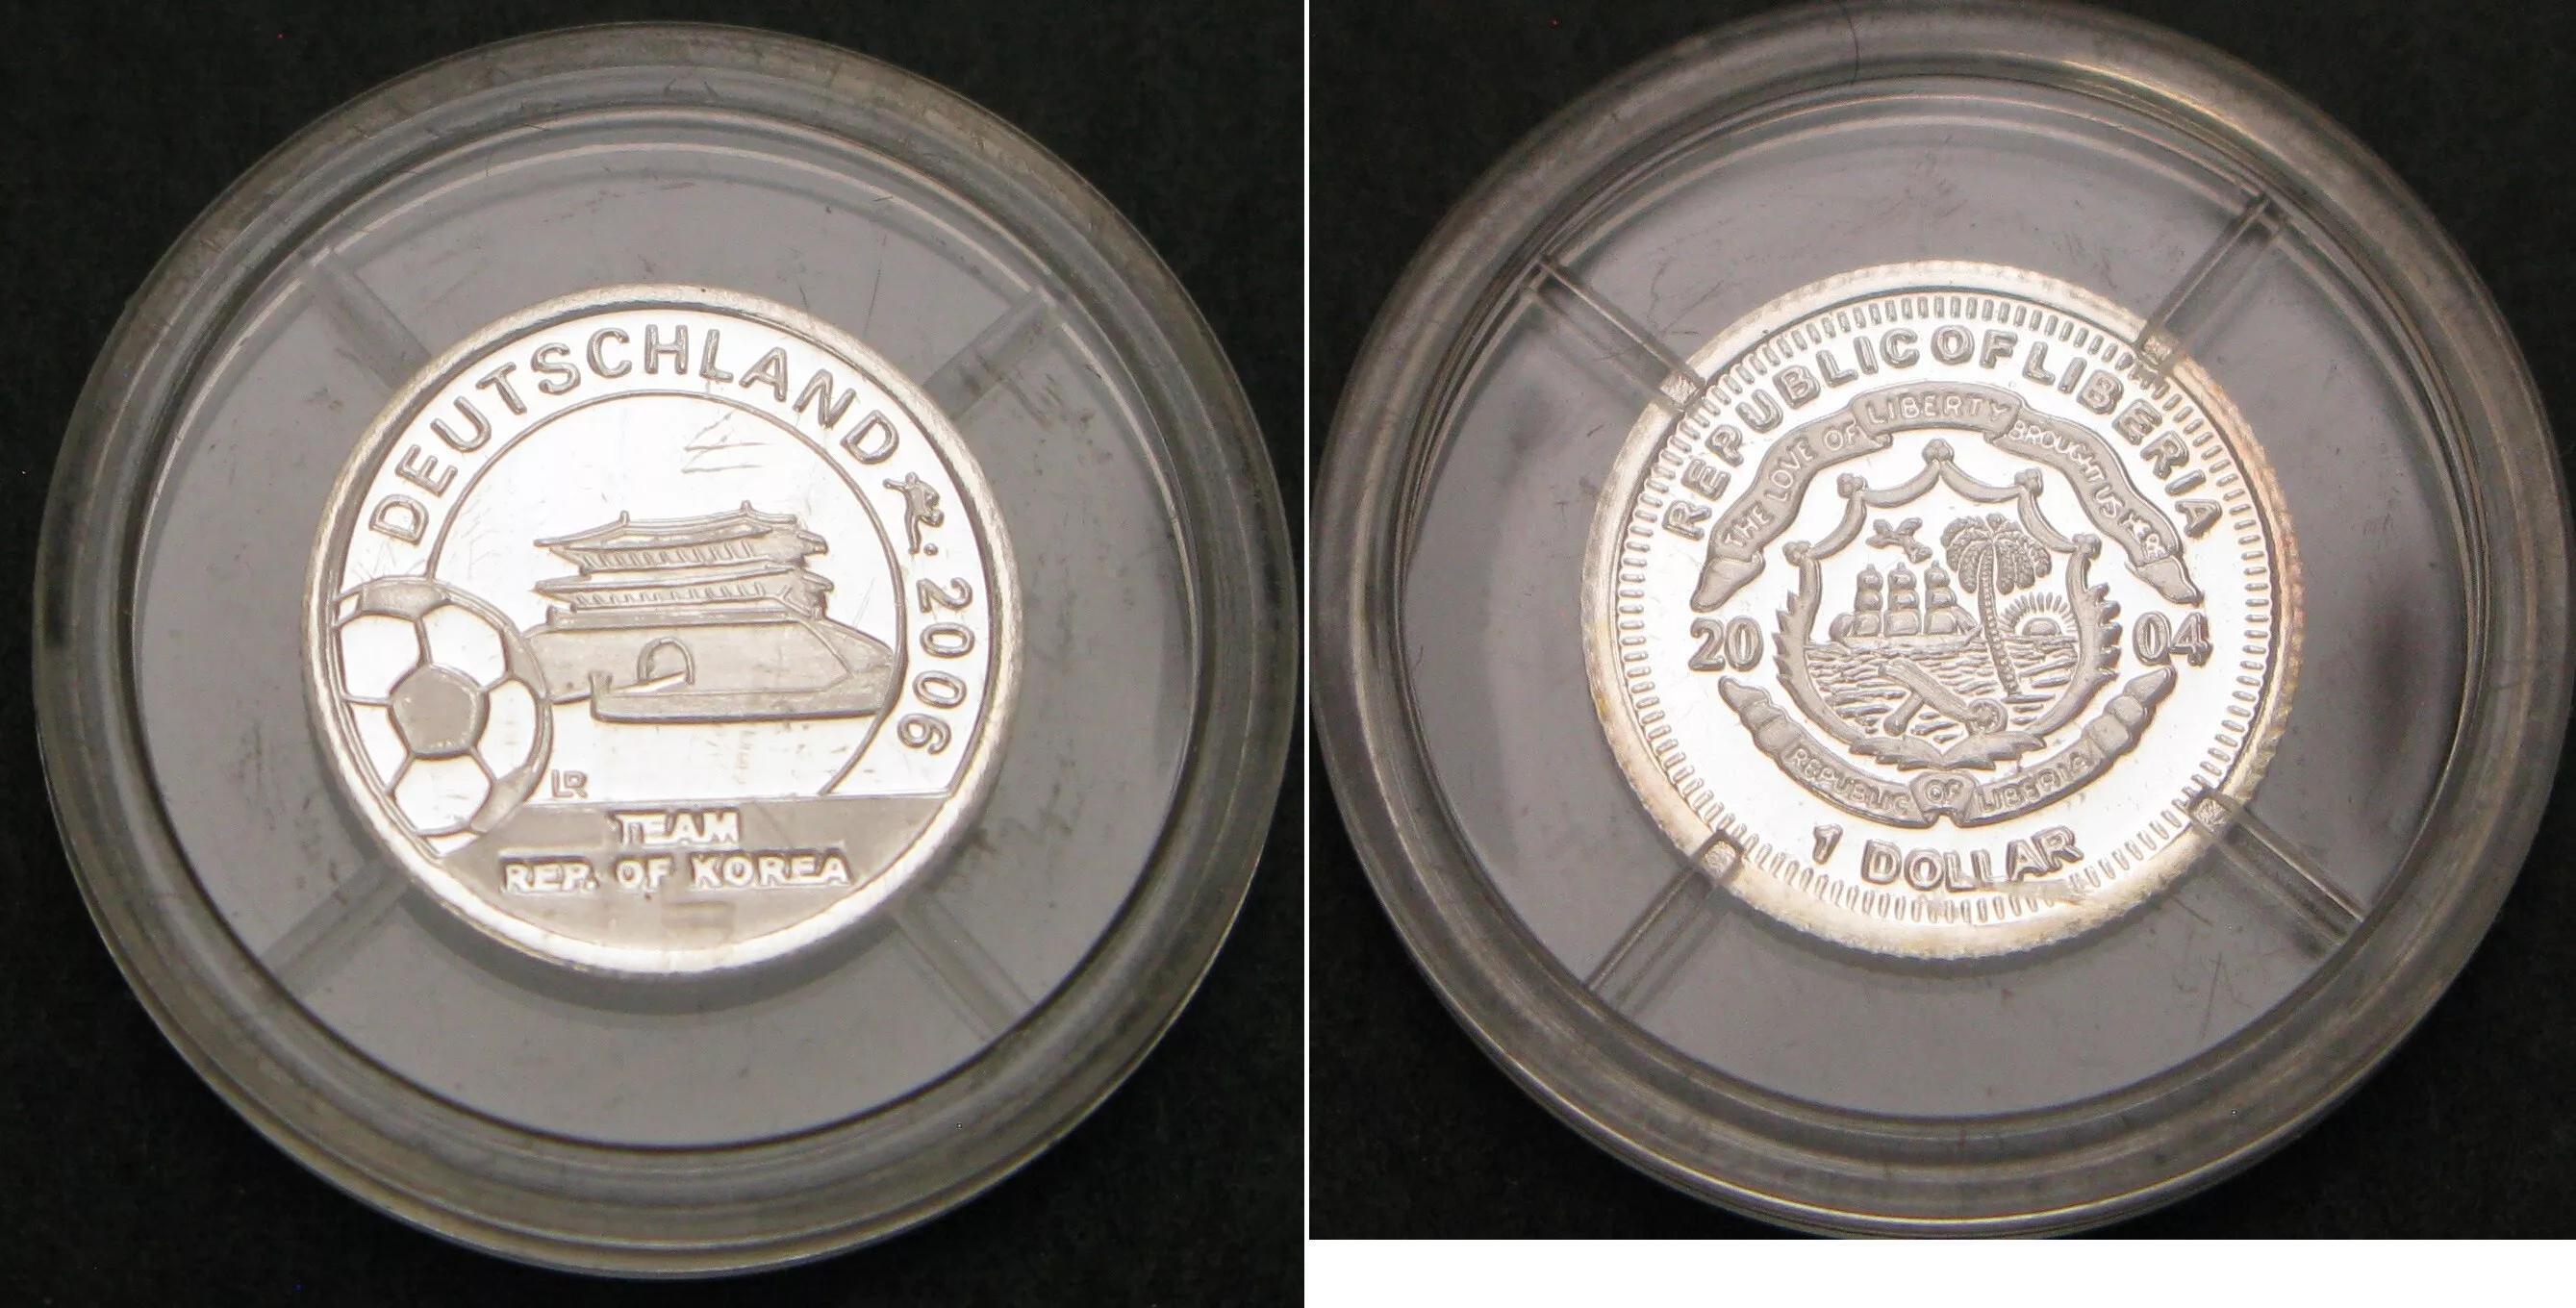 DEUTSCHLAND . 2006
LR
TEAM
REP. OF KOREA
REPUBLIC OF LIBERIA
THE LOVE OF LIBERTY BROUGHT US HERE
20 04
REPUBLIC OF LIBERIA
1 DOLLAR